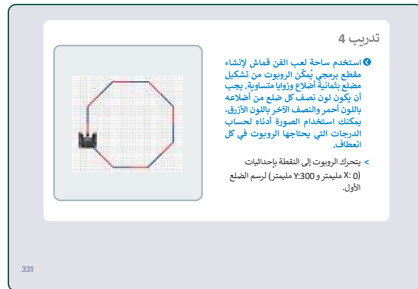 تدريب 4
استخدم ساحة لعب الفن قماش لإنشاء
مقطع برمجي يُمكّن الروبوت من تشكيل
مضلع بثمانية أضلاع وزوايا متساوية. يجب
أن يكون لون نصف كل ضلع من أضلاعه
باللون أحمر والنصف الآخر باللون الأزرق.
يمكنك استخدام الصورة أدناه لحساب
الدرجات التي يحتاجها الروبوت في كل
انعطاف.
> يتحرك الروبوت إلى النقطة بإحداثيات
(X: 0 مليمتر و Y:300 مليمتر) لرسم الضلع
الأول.
331